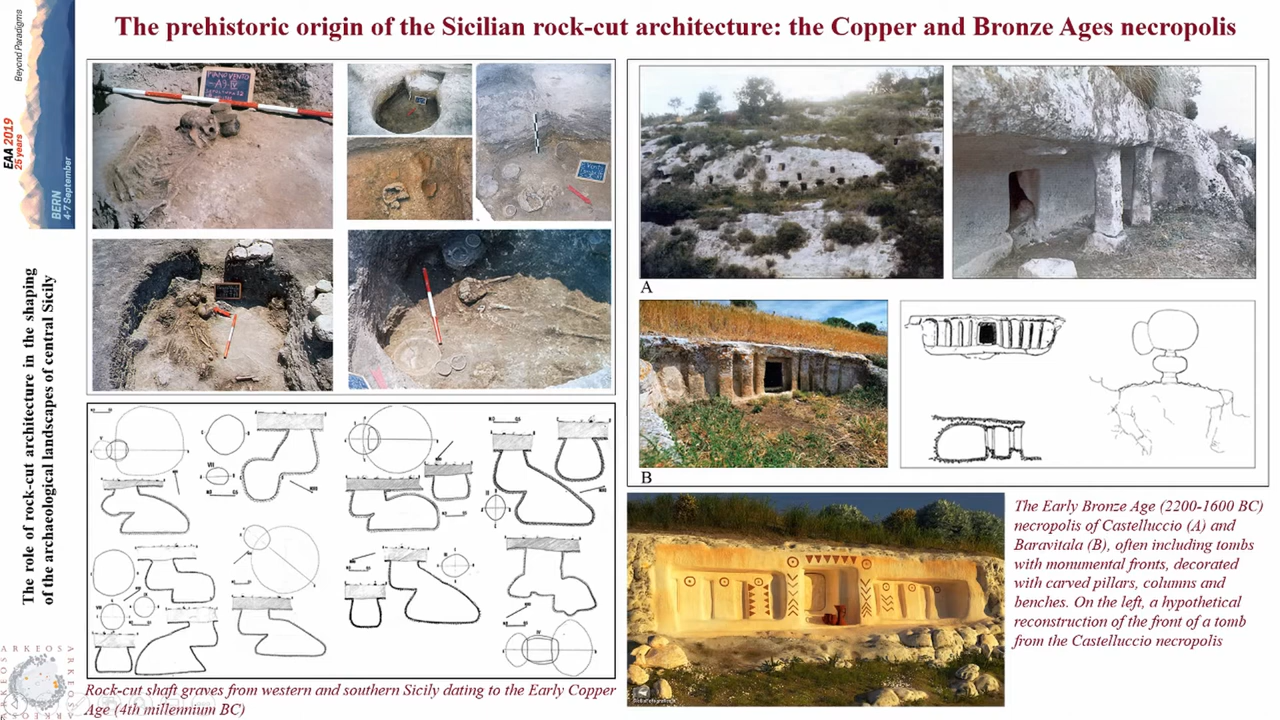 The prehistoric origin of the Sicilian rock-cut architecture: the Copper and Bronze Ages necropolis
Beyond Paradigms
EAA 2019
25 years
BERN
4-7 September
The role of rock-cut architecture in the shaping
of the archaeological landscapes of central Sicily
PIANO VENTO
A
B
The Early Bronze Age (2200-1600 BC)
necropolis of Castelluccio (A) and
Baravitala (B), often including tombs
with monumental fronts, decorated
with carved pillars, columns and
benches. On the left, a hypothetical
reconstruction of the front of a tomb
from the Castelluccio necropolis
Rock-cut shaft graves from western and southern Sicily dating to the Early Copper
Age (4th millennium BC)
ARKEOS